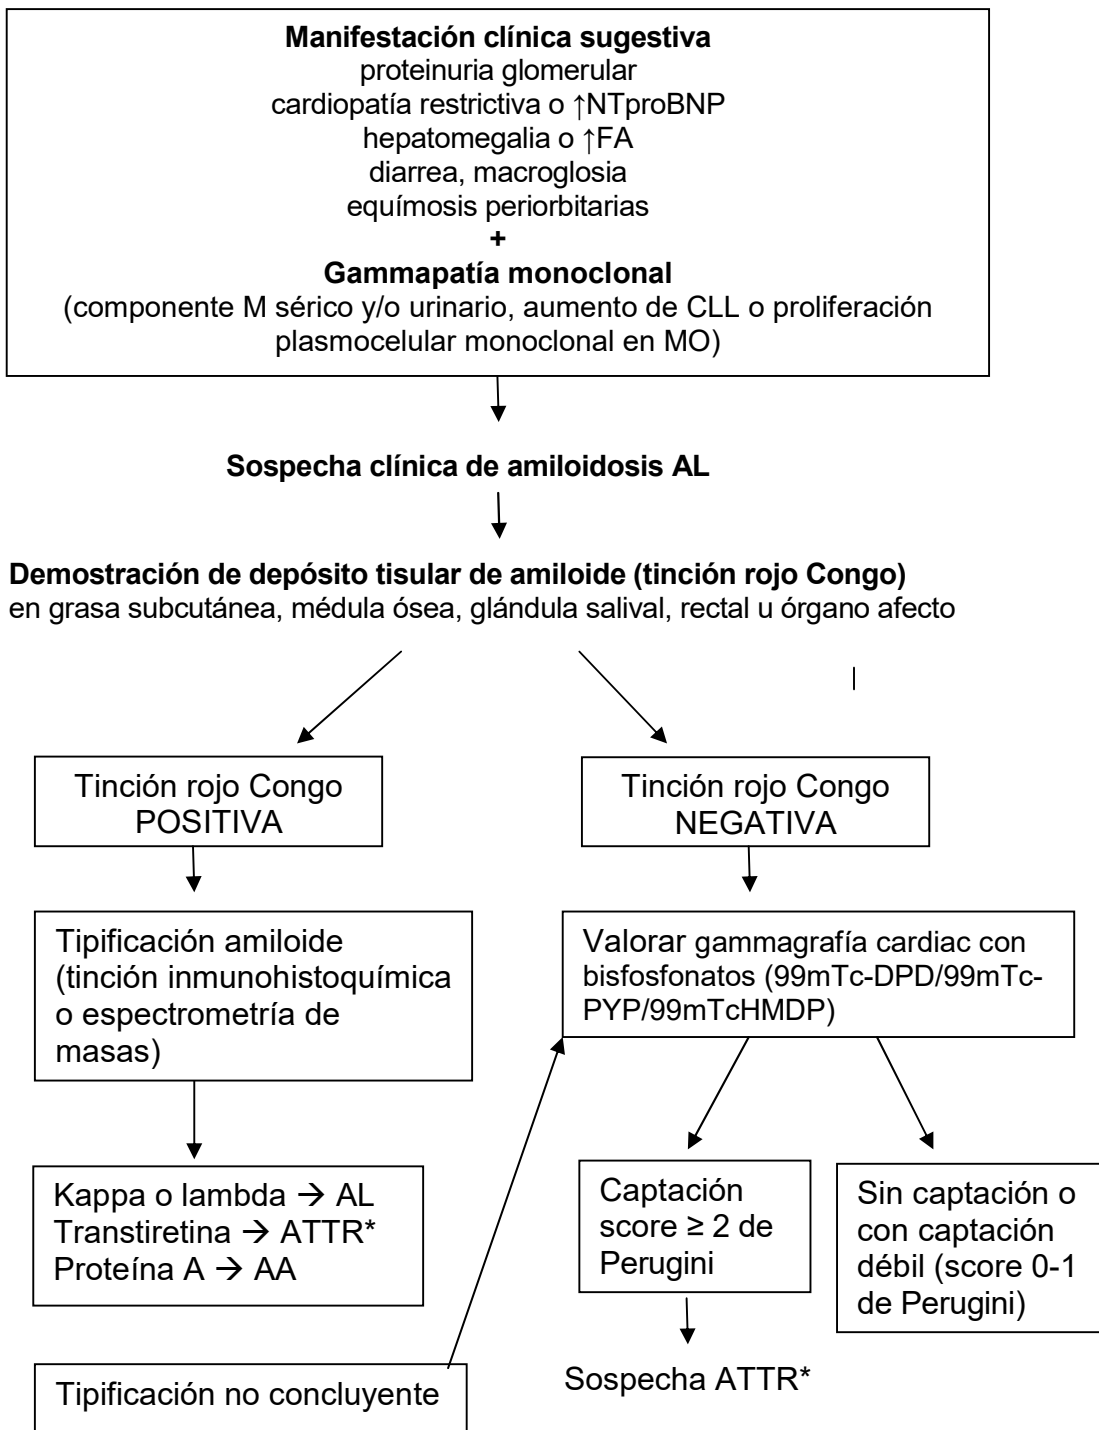 Manifestación clínica sugestiva
proteinuria glomerular
cardiopatía restrictiva o ↑NTproBNP
hepatomegalia o ↑FA
diarrea, macroglosia
equímosis periorbitarias
+
Gammapatía monoclonal
(componente M sérico y/o urinario, aumento de CLL o proliferación
plasmocelular monoclonal en MO)
Sospecha clínica de amiloidosis AL
Demostración de depósito tisular de amiloide (tinción rojo Congo)
en grasa subcutánea, médula ósea, glándula salival, rectal u órgano afecto
Tinción rojo Congo
POSITIVA
Tinción rojo Congo
NEGATIVA
Tipificación amiloide
(tinción inmunohistoquímica
o espectrometría de
masas)
Valorar gammagrafía cardiac con
bisfosfonatos (99mTc-DPD/99mTc-
PYP/99mTcHMDP)
Kappa o lambda → AL
Transtiretina → ATTR*
Proteína A → AA
Captación
score ≥ 2 de
Perugini
Sin captación o
con captación
débil (score 0-1
de Perugini)
Tipificación no concluyente
Sospecha ATTR*